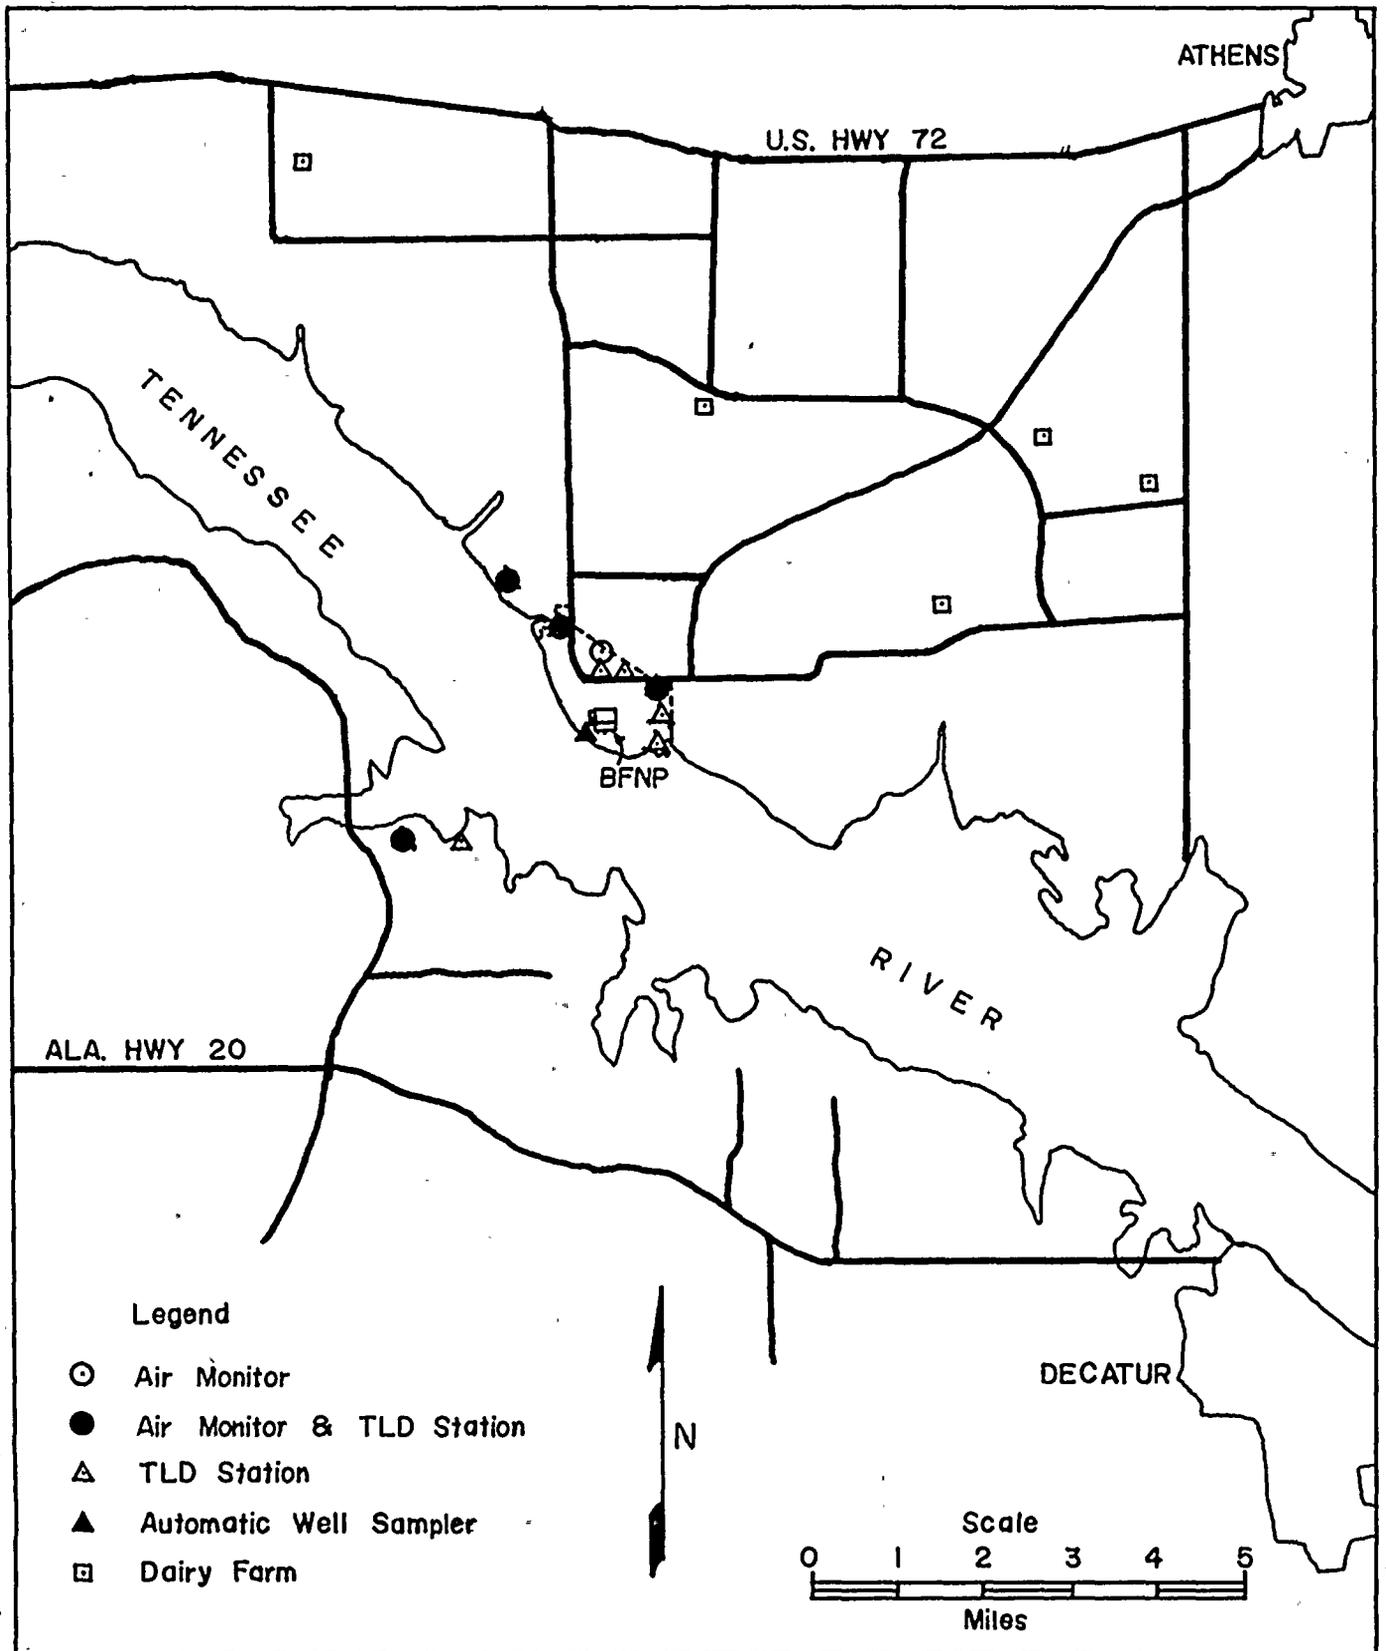 ATHENS
U.S. HWY 72
TENNESSEE
BFNP
RIVER
ALA. HWY 20
Legend
Air Monitor
Air Monitor & TLD Station
TLD Station
Automatic Well Sampler
Dairy Farm
N
DECATUR
Scale
0 1 2 3 4 5
Miles